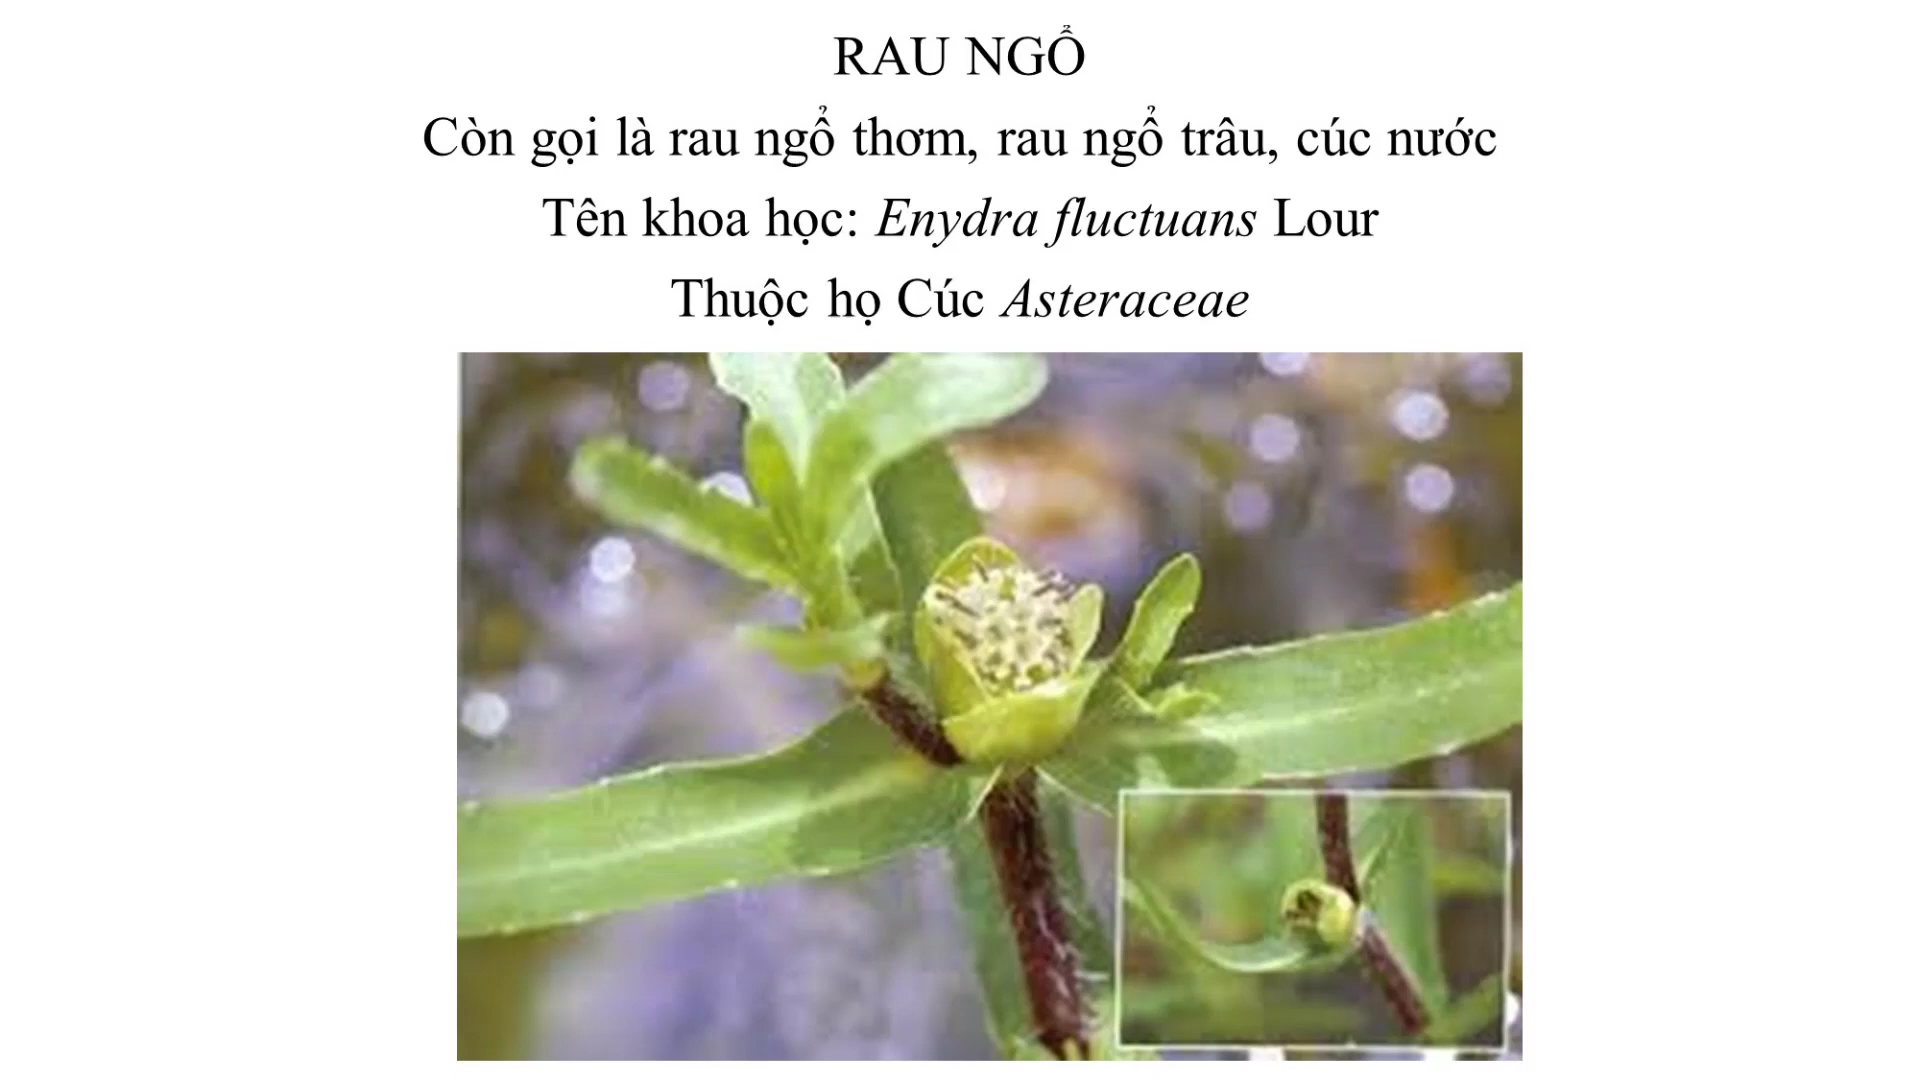 RAU NGỔ
Còn gọi là rau ngổ thơm, rau ngổ trâu, cúc nước
Tên khoa học: Enydra fluctuans Lour
Thuộc họ Cúc Asteraceae